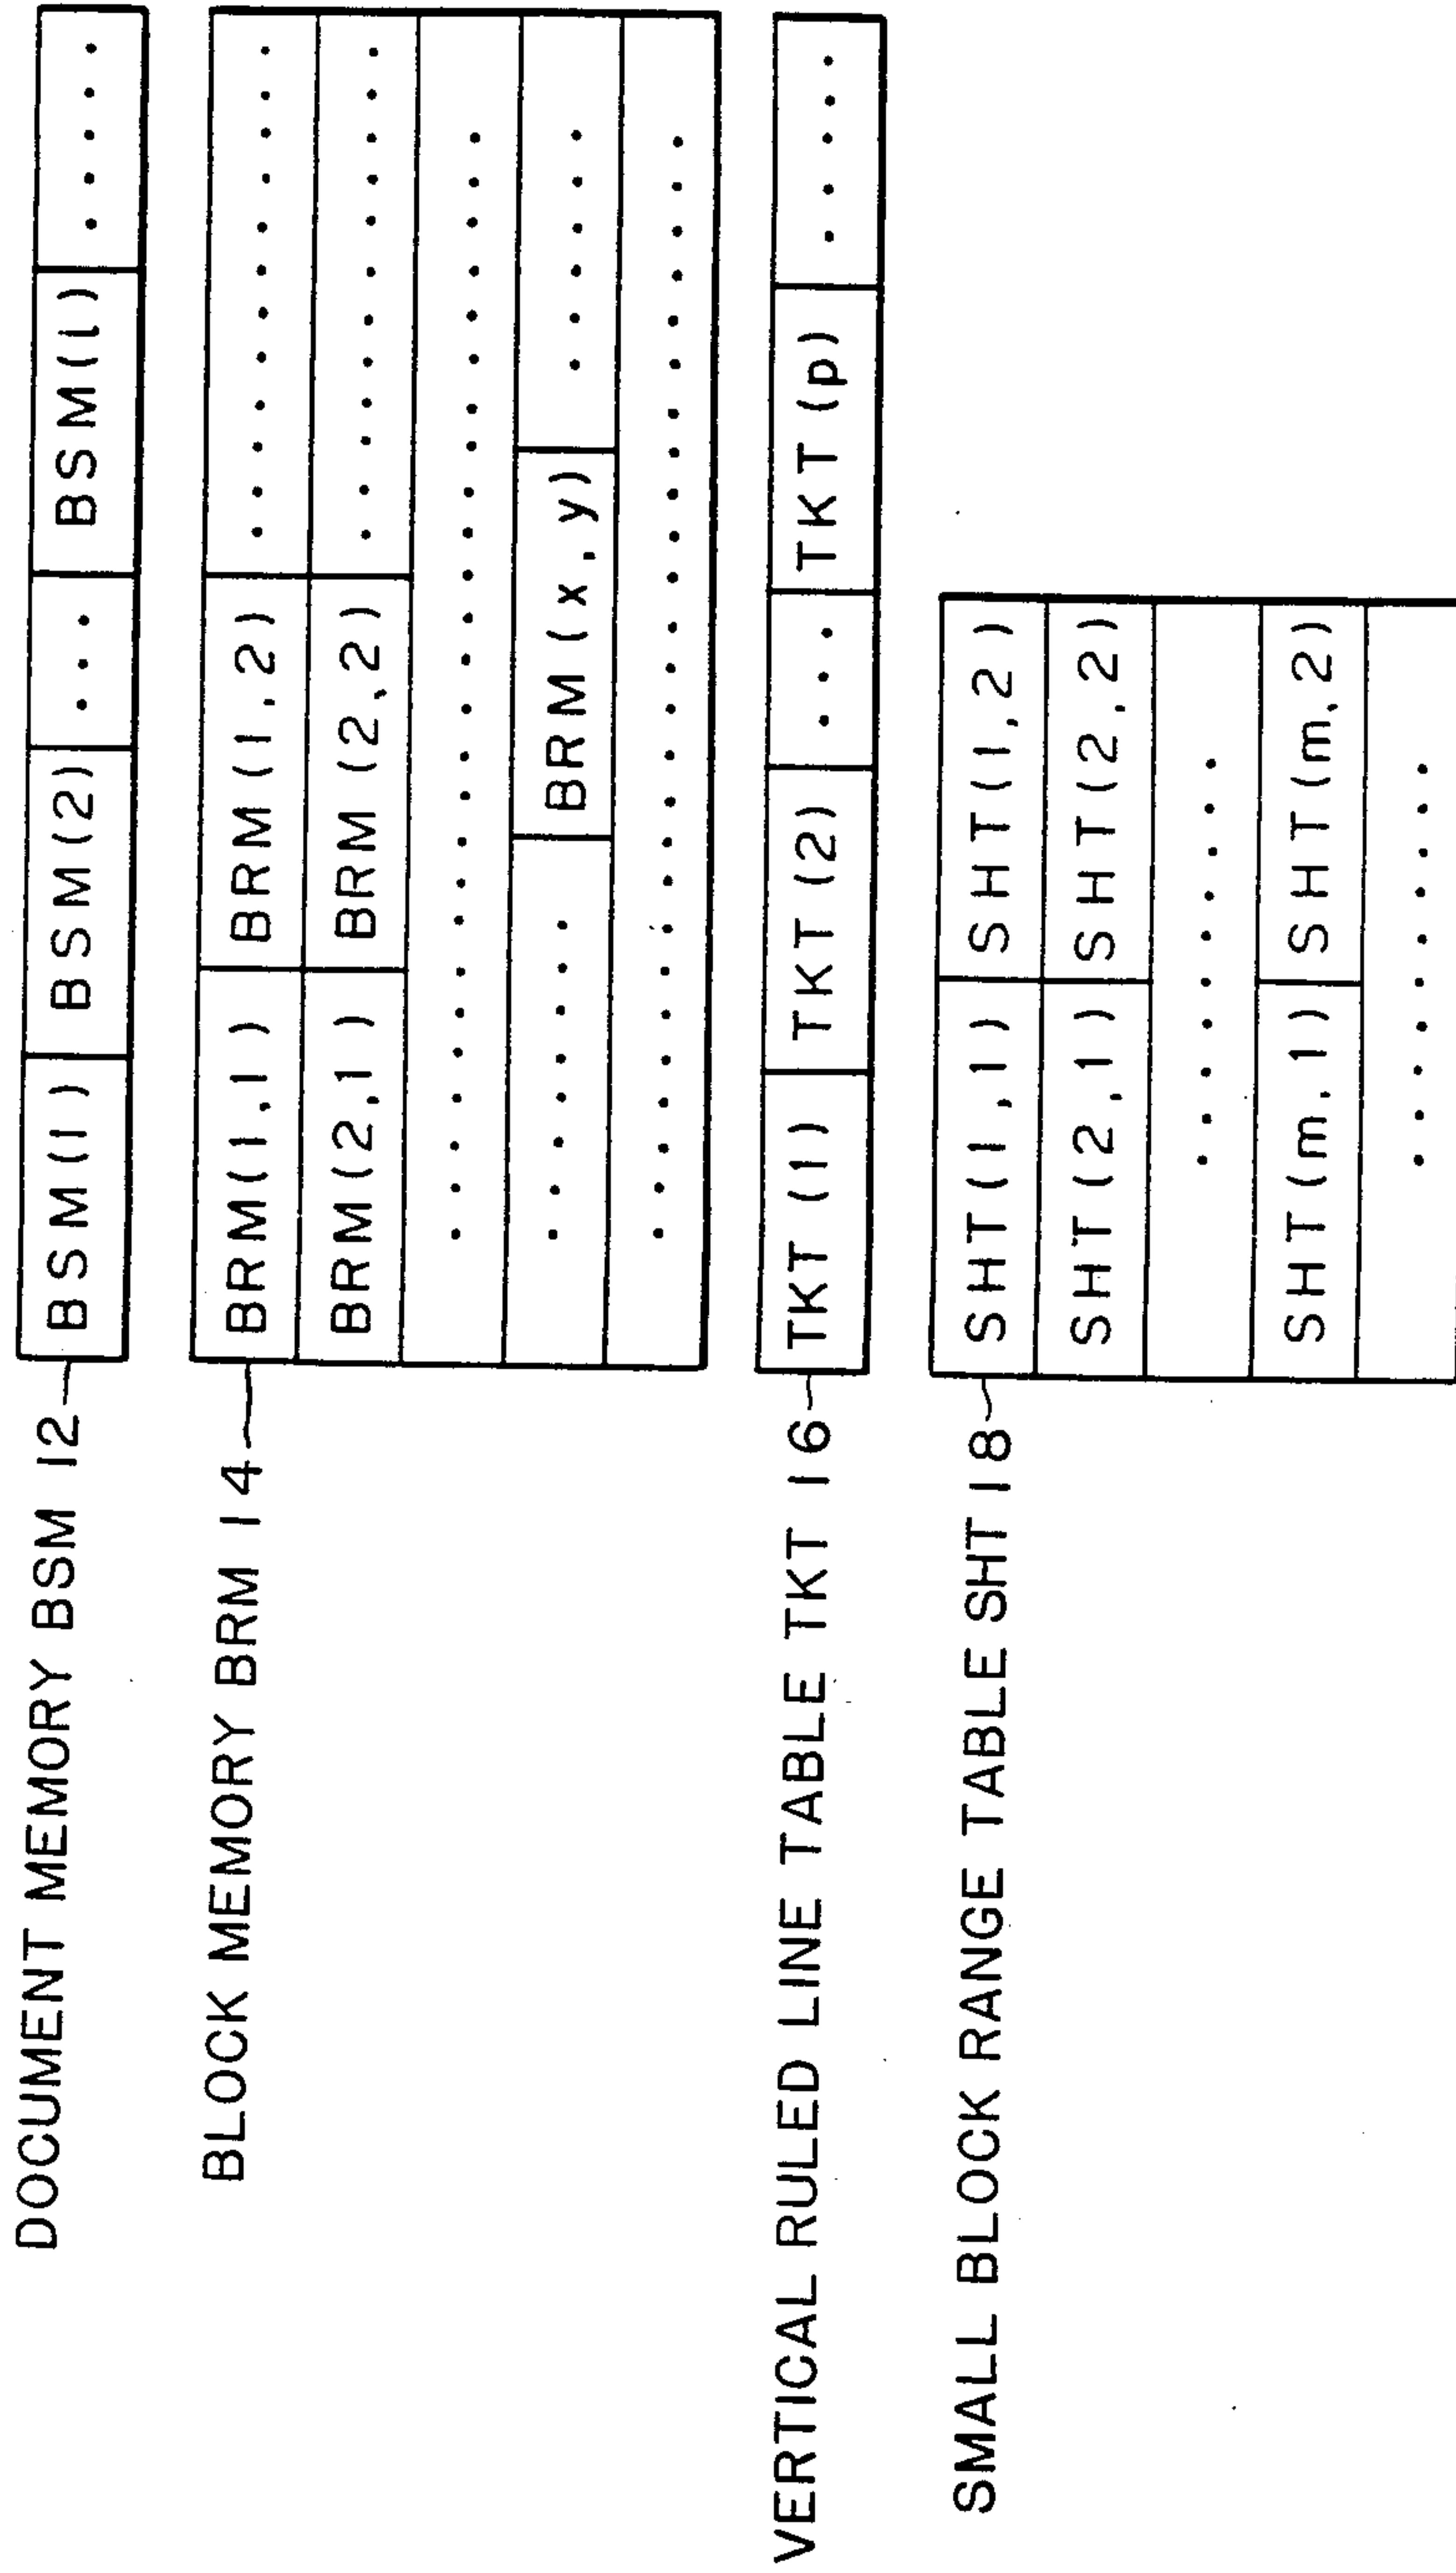 DOCUMENT MEMORY BSM 12
BSM(1) BSM(2) ... BSM(l) .....
BLOCK MEMORY BRM 14
BRM(1,1) BRM(1,2) ............
BRM(2,1) BRM(2,2) ............
.........................
........ BRM(x,y) ......
.........................
VERTICAL RULED LINE TABLE TKT 16
TKT(1) TKT(2) ... TKT(p) .....
SMALL BLOCK RANGE TABLE SHT 18
SHT(1,1) SHT(1,2)
SHT(2,1) SHT(2,2)
..........
SHT(m,1) SHT(m,2)
..........